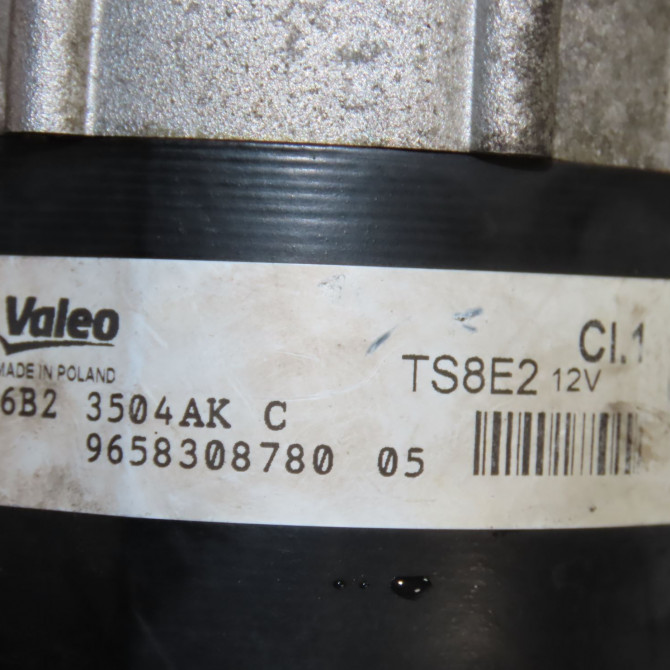 Valeo
MADE IN POLAND
TS8E2 12V Cl.1
6B2 3504AK C
9658308780 05